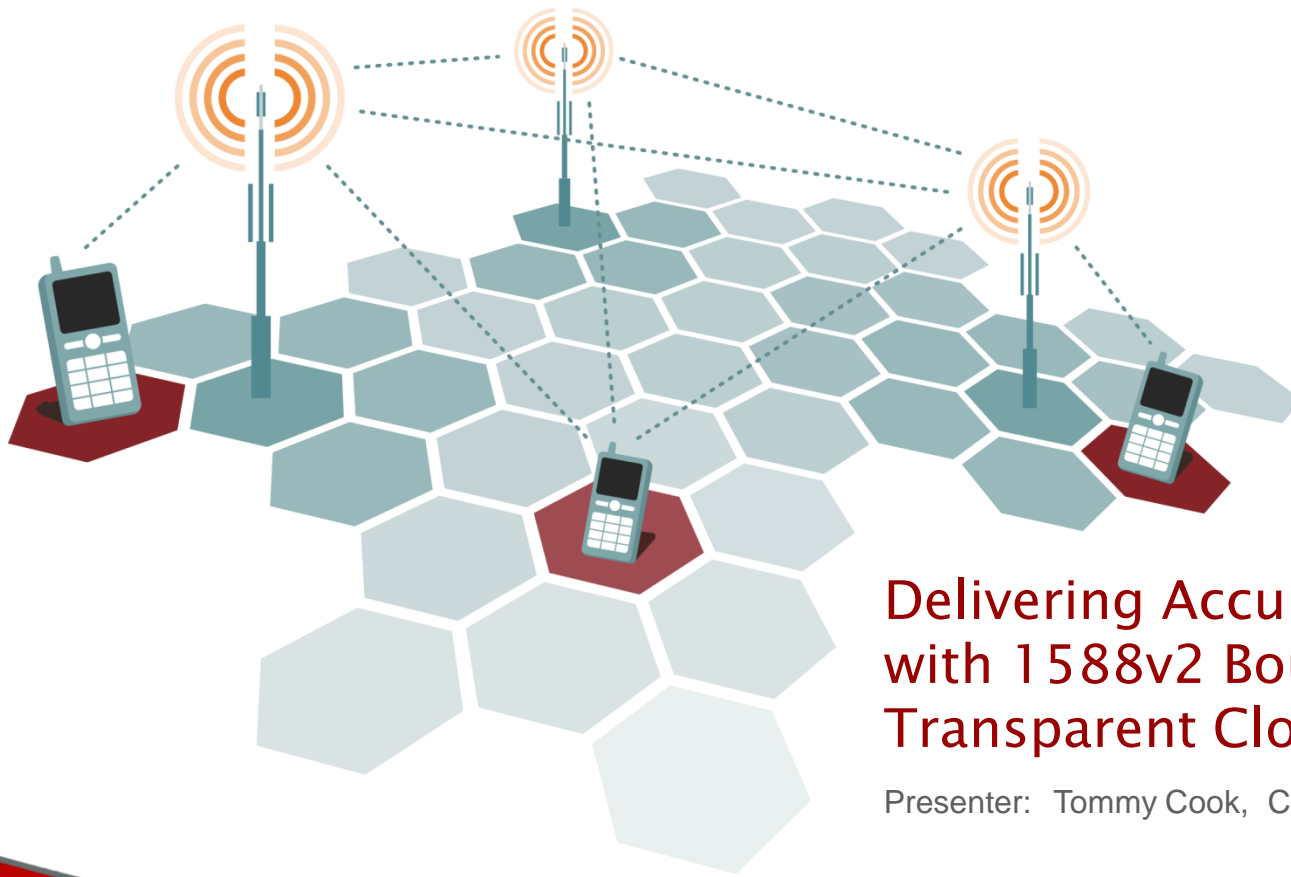 Delivering Accu
with 1588v2 Bo
Transparent Clo
Presenter: Tommy Cook, C